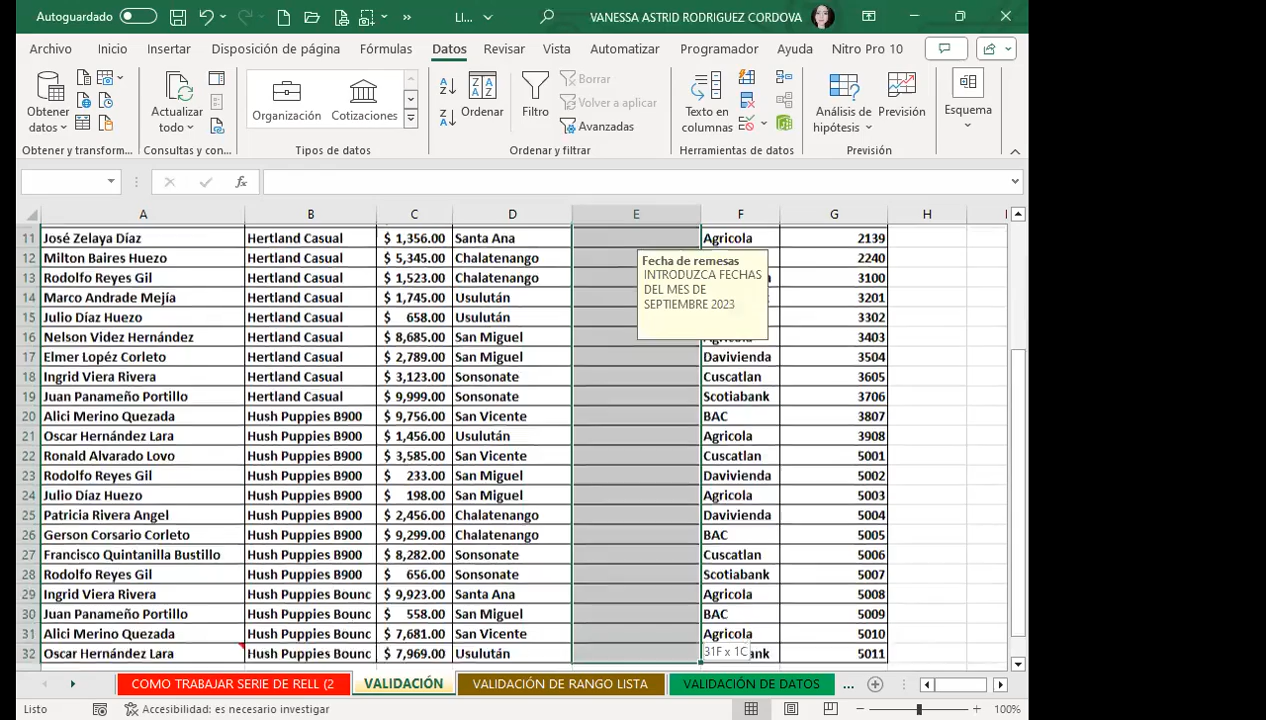 Autoguardado LI... VANESSA ASTRID RODRIGUEZ CORDOVA
Archivo Inicio Insertar Disposición de página Fórmulas Datos Revisar Vista Automatizar Programador Ayuda Nitro Pro 10
Obtener datos
Actualizar todo
Organización Cotizaciones
Ordenar
Filtro
Borrar
Volver a aplicar
Avanzadas
Texto en columnas
Análisis de hipótesis
Previsión
Esquema
Obtener y transform... Consultas y con... Tipos de datos Ordenar y filtrar Herramientas de datos Previsión
fx
A B C D E F G H I
11 José Zelaya Díaz Hertland Casual $ 1,356.00 Santa Ana Agricola 2139
12 Milton Baires Huezo Hertland Casual $ 5,345.00 Chalatenango 2240
13 Rodolfo Reyes Gil Hertland Casual $ 1,523.00 Chalatenango 3100
14 Marco Andrade Mejía Hertland Casual $ 1,745.00 Usulután 3201
15 Julio Díaz Huezo Hertland Casual $ 658.00 Usulután 3302
16 Nelson Videz Hernández Hertland Casual $ 8,685.00 San Miguel 3403
17 Elmer Lopéz Corleto Hertland Casual $ 2,789.00 San Miguel Davivienda 3504
18 Ingrid Viera Rivera Hertland Casual $ 3,123.00 Sonsonate Cuscatlan 3605
19 Juan Panameño Portillo Hertland Casual $ 9,999.00 Sonsonate Scotiabank 3706
20 Alici Merino Quezada Hush Puppies B900 $ 9,756.00 San Vicente BAC 3807
21 Oscar Hernández Lara Hush Puppies B900 $ 1,456.00 Usulután Agricola 3908
22 Ronald Alvarado Lovo Hush Puppies B900 $ 3,585.00 San Vicente Cuscatlan 5001
23 Rodolfo Reyes Gil Hush Puppies B900 $ 233.00 San Miguel Davivienda 5002
24 Julio Díaz Huezo Hush Puppies B900 $ 198.00 San Miguel Agricola 5003
25 Patricia Rivera Angel Hush Puppies B900 $ 2,456.00 Chalatenango Davivienda 5004
26 Gerson Corsario Corleto Hush Puppies B900 $ 9,299.00 Chalatenango BAC 5005
27 Francisco Quintanilla Bustillo Hush Puppies B900 $ 8,282.00 Sonsonate Cuscatlan 5006
28 Rodolfo Reyes Gil Hush Puppies B900 $ 656.00 Sonsonate Scotiabank 5007
29 Ingrid Viera Rivera Hush Puppies Bounc $ 9,923.00 Santa Ana Agricola 5008
30 Juan Panameño Portillo Hush Puppies Bounc $ 558.00 San Miguel BAC 5009
31 Alici Merino Quezada Hush Puppies Bounc $ 7,681.00 San Vicente Agricola 5010
32 Oscar Hernández Lara Hush Puppies Bounc $ 7,969.00 Usulután 5011
Fecha de remesas
INTRODUZCA FECHAS
DEL MES DE
SEPTIEMBRE 2023
31F x 1C
COMO TRABAJAR SERIE DE RELL (2 VALIDACIÓN VALIDACIÓN DE RANGO LISTA VALIDACIÓN DE DATOS ...
Listo Accesibilidad: es necesario investigar 100%